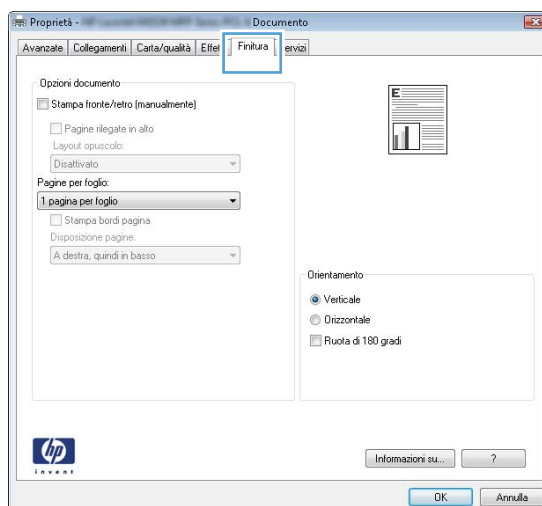 Proprietà - Documento
Avanzate Collegamenti Carta/qualità Effet Finitura ervizi
Opzioni documento
Stampa fronte/retro (manualmente)
Pagine rilegate in alto
Layout opuscolo:
Disattivato
Pagine per foglio:
1 pagina per foglio
Stampa bordi pagina
Disposizione pagine:
A destra, quindi in basso
E
Orientamento
Verticale
Orizzontale
Ruota di 180 gradi
hp
invent
Informazioni su... ?
OK Annulla